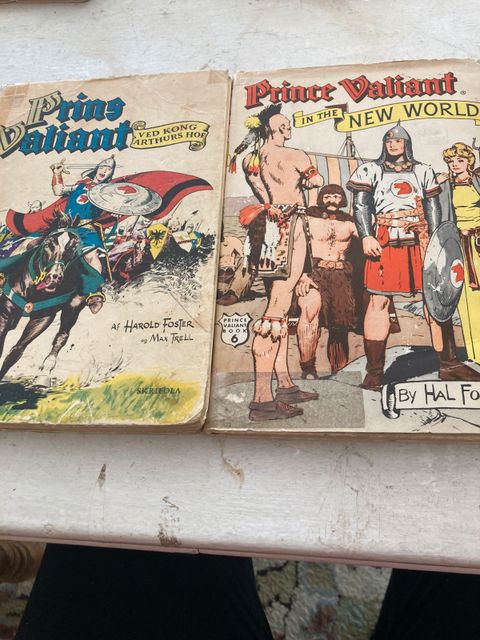 Prins
Valiant
VED KONG
ARTHURS HOF
AF HAROLD FOSTER
OG MAX TRELL
SKRIFOLA
Prince Valiant
IN THE NEW WORLD
PRINCE
VALIANT
BOOK
6
BY HAL FO